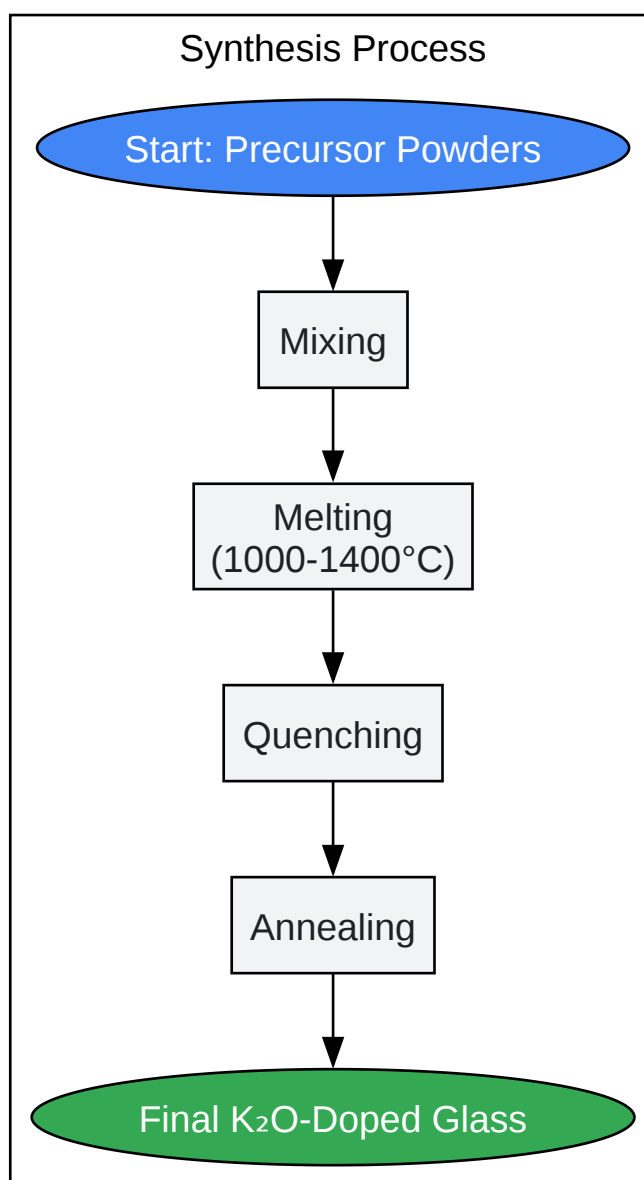 Synthesis Process
Start: Precursor Powders
Mixing
Melting
(1000-1400°C)
Quenching
Annealing
Final K₂O-Doped Glass